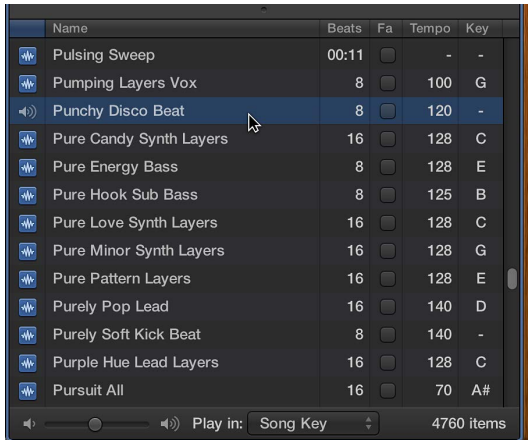 Name Beats Fa Tempo Key
Pulsing Sweep 00:11 - -
Pumping Layers Vox 8 100 G
Punchy Disco Beat 8 120 -
Pure Candy Synth Layers 16 128 C
Pure Energy Bass 8 128 E
Pure Hook Sub Bass 8 125 B
Pure Love Synth Layers 16 128 C
Pure Minor Synth Layers 16 128 G
Pure Pattern Layers 16 128 E
Purely Pop Lead 16 140 D
Purely Soft Kick Beat 8 140 -
Purple Hue Lead Layers 16 128 C
Pursuit All 16 70 A#
Play in: Song Key 4760 items